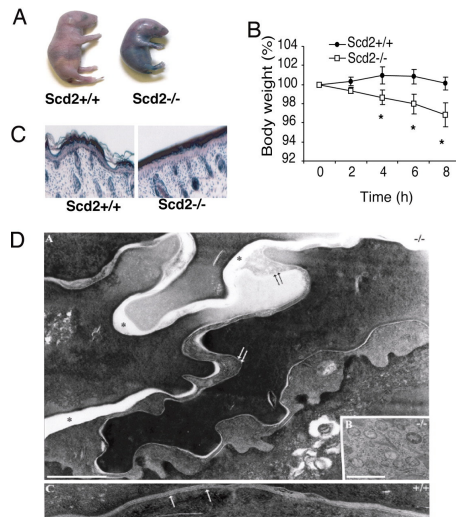 A
Scd2+/+
Scd2-/-
B
Scd2+/+
Scd2-/-
Body weight (%)
104
102
100
98
96
94
92
*
*
*
0 2 4 6 8
Time (h)
C
Scd2+/+
Scd2-/-
D
A
-/-
*
*
*
B
-/-
C
+/+